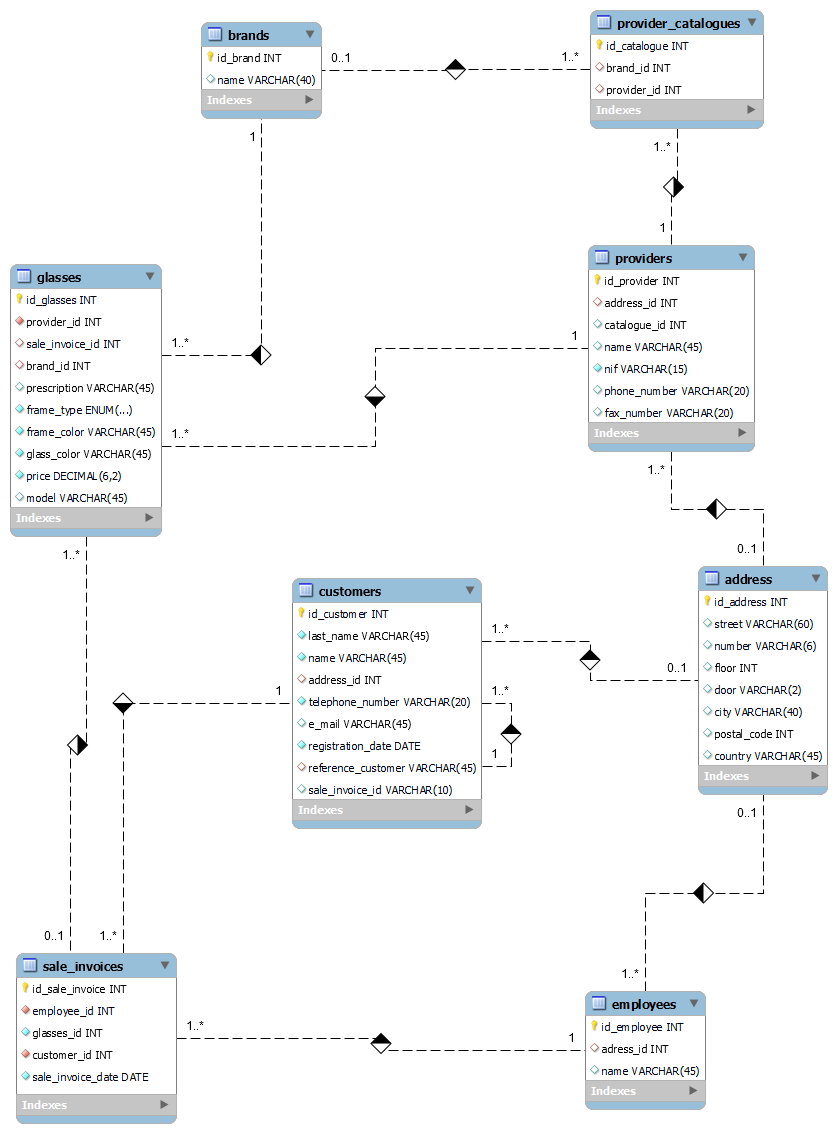 brands
id_brand INT
name VARCHAR(40)
Indexes
0..1
1..*
1
provider_catalogues
id_catalogue INT
brand_id INT
provider_id INT
Indexes
1..*
1
glasses
id_glasses INT
provider_id INT
sale_invoice_id INT
brand_id INT
prescription VARCHAR(45)
frame_type ENUM(...)
frame_color VARCHAR(45)
glass_color VARCHAR(45)
price DECIMAL(6,2)
model VARCHAR(45)
Indexes
1..*
1..*
1..*
1
providers
id_provider INT
address_id INT
catalogue_id INT
name VARCHAR(45)
nif VARCHAR(15)
phone_number VARCHAR(20)
fax_number VARCHAR(20)
Indexes
1..*
0..1
customers
id_customer INT
last_name VARCHAR(45)
name VARCHAR(45)
address_id INT
telephone_number VARCHAR(20)
e_mail VARCHAR(45)
registration_date DATE
reference_customer VARCHAR(45)
sale_invoice_id VARCHAR(10)
Indexes
1
1..*
0..1
1..*
1
address
id_address INT
street VARCHAR(60)
number VARCHAR(6)
floor INT
door VARCHAR(2)
city VARCHAR(40)
postal_code INT
country VARCHAR(45)
Indexes
0..1
0..1
1..*
sale_invoices
id_sale_invoice INT
employee_id INT
glasses_id INT
customer_id INT
sale_invoice_date DATE
Indexes
1..*
1
1..*
employees
id_employee INT
adress_id INT
name VARCHAR(45)
Indexes